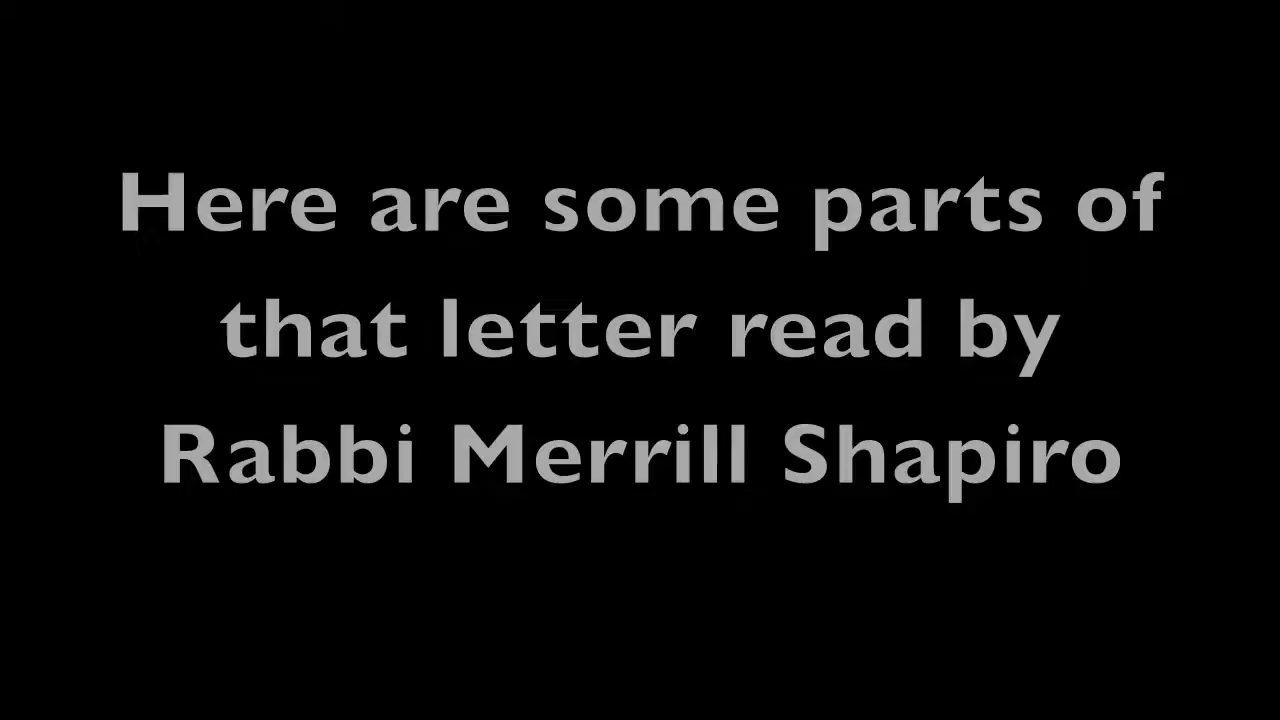 Here are some parts of
that letter read by
Rabbi Merrill Shapiro